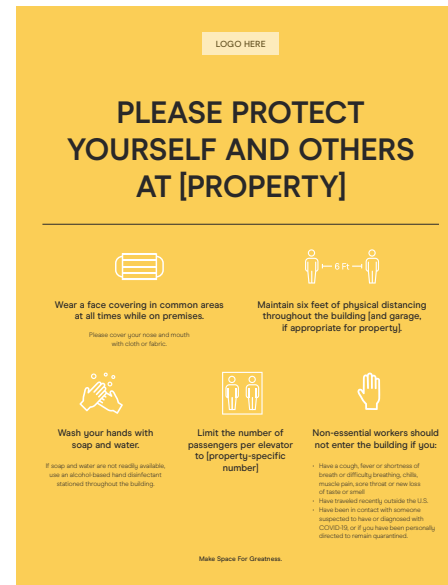 LOGO HERE
PLEASE PROTECT
YOURSELF AND OTHERS
AT [PROPERTY]
6 Ft
Wear a face covering in common areas
at all times while on premises.
Please cover your nose and mouth
with cloth or fabric.
Maintain six feet of physical distancing
throughout the building [and garage,
if appropriate for property].
Wash your hands with
soap and water.
If soap and water are not readily available,
use an alcohol-based hand disinfectant
stationed throughout the building.
Limit the number of
passengers per elevator
to [property-specific
number]
Non-essential workers should
not enter the building if you:
· Have a cough, fever or shortness of
breath or difficulty breathing, chills,
muscle pain, sore throat or new loss
of taste or smell
· Have traveled recently outside the U.S.
· Have been in contact with someone
suspected to have or diagnosed with
COVID-19, or if you have been personally
directed to remain quarantined.
Make Space For Greatness.